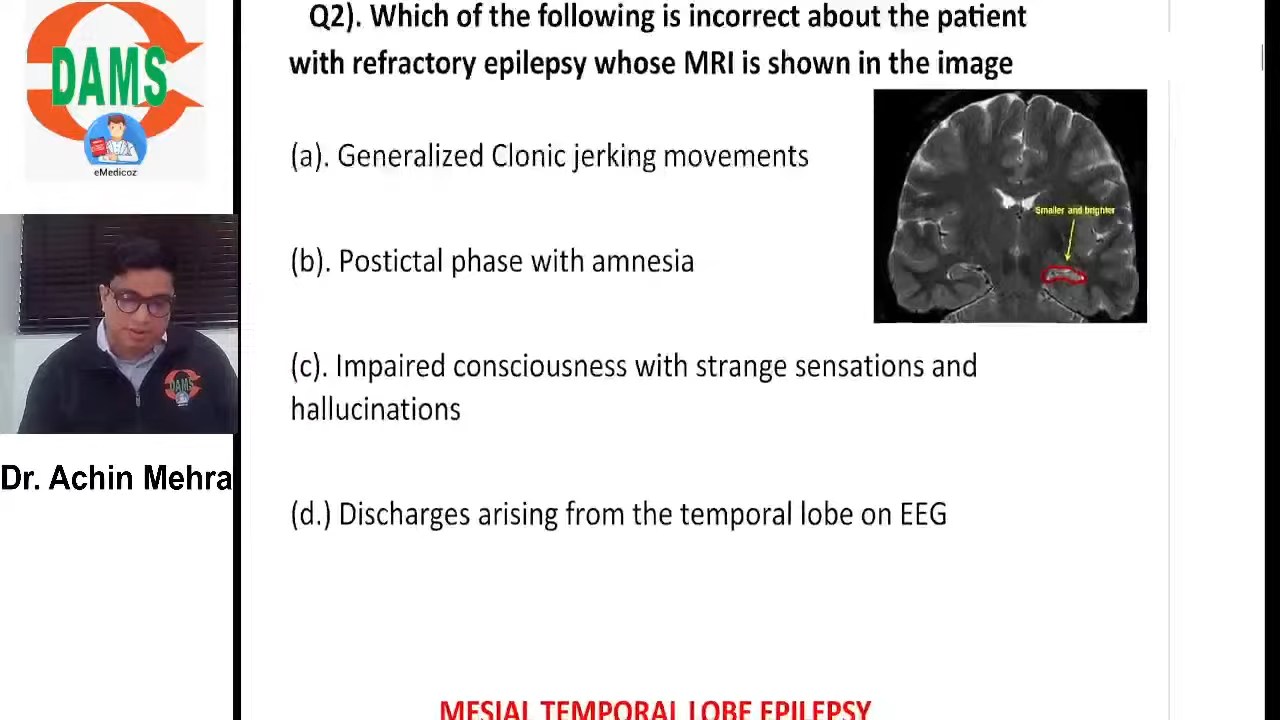 Q2). Which of the following is incorrect about the patient
with refractory epilepsy whose MRI is shown in the image
DAMS
eMedicoz
(a). Generalized Clonic jerking movements
Smaller and brighter
(b). Postictal phase with amnesia
(c). Impaired consciousness with strange sensations and
hallucinations
DAMS
Dr. Achin Mehra
(d.) Discharges arising from the temporal lobe on EEG
MESIAL TEMPORAL LOBE EPILEPSY